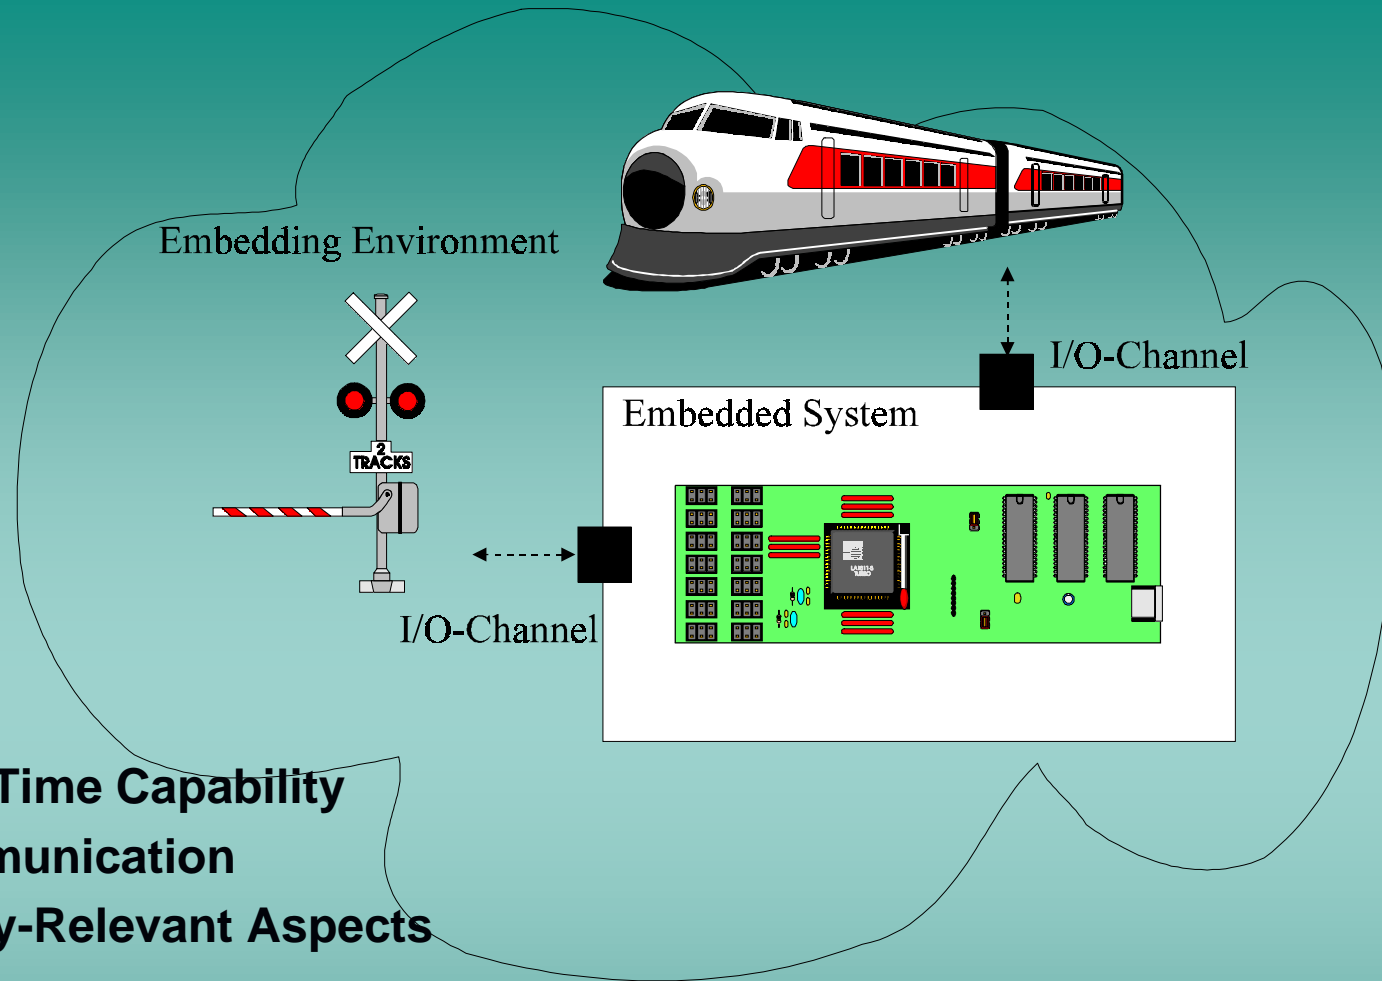 Embedding Environment
I/O-Channel
Embedded System
2
TRACKS
I/O-Channel
Time Capability
munication
y-Relevant Aspects